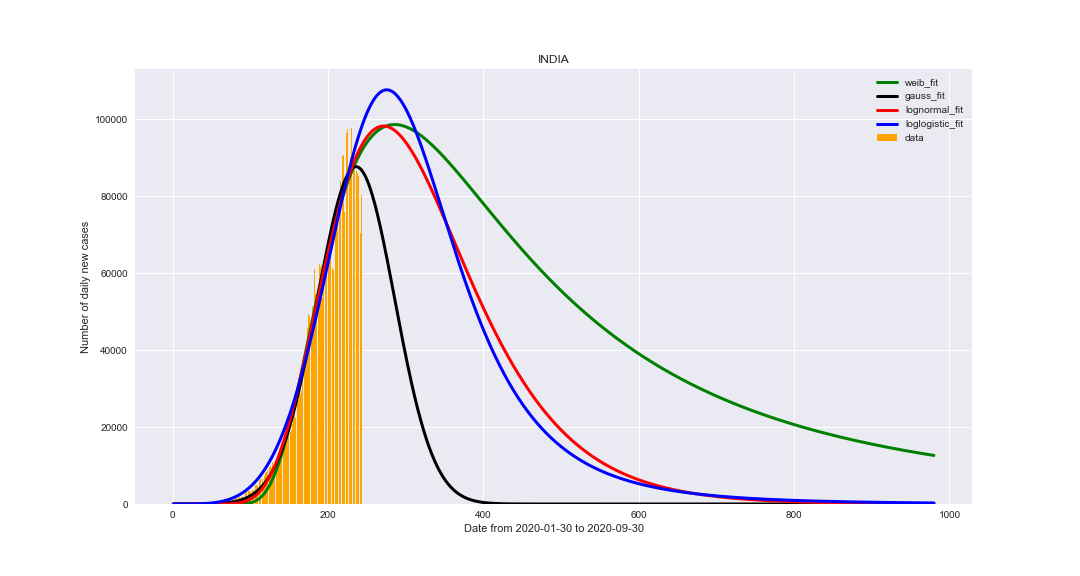 INDIA
weib_fit
gauss_fit
lognormal_fit
loglogistic_fit
data
Number of daily new cases
100000
80000
60000
40000
20000
0
0 200 400 600 800 1000
Date from 2020-01-30 to 2020-09-30